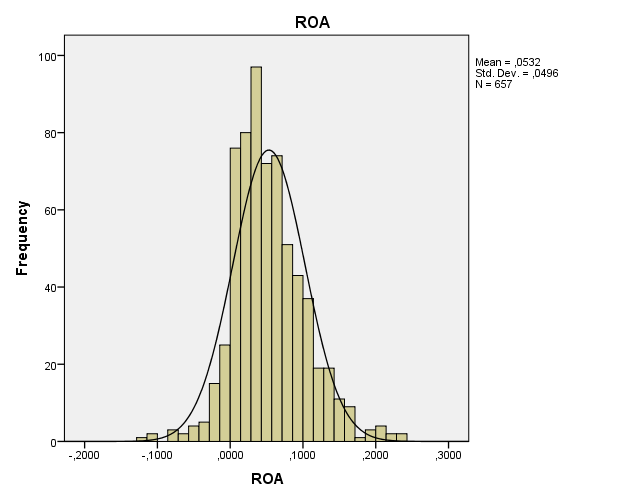 ROA
Mean = ,0532
Std. Dev. = ,0496
N = 657
Frequency
100
80
60
40
20
0
-,2000 -,1000 ,0000 ,1000 ,2000 ,3000
ROA